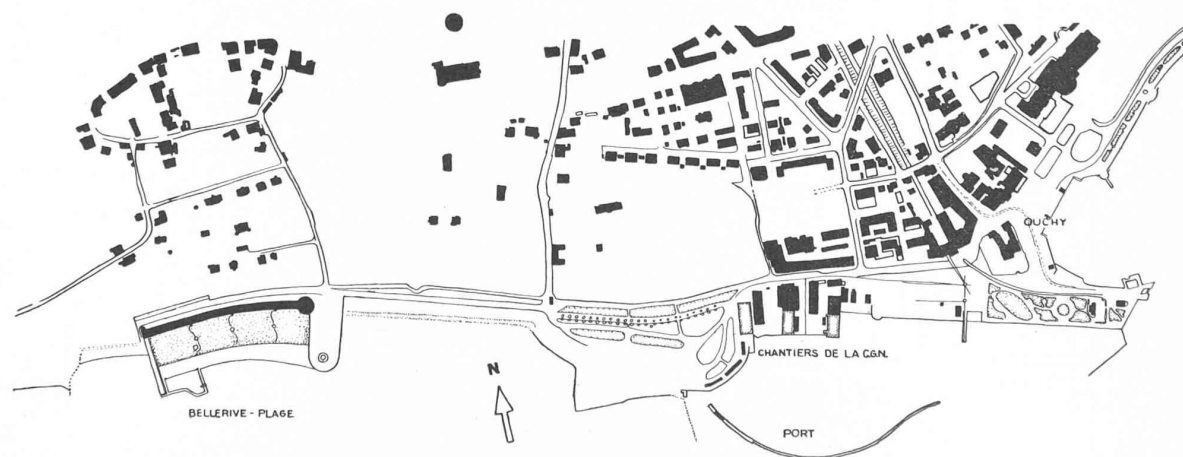 OUCHY
CHANTIERS DE LA C.G.N.
N
BELLERIVE - PLAGE
PORT